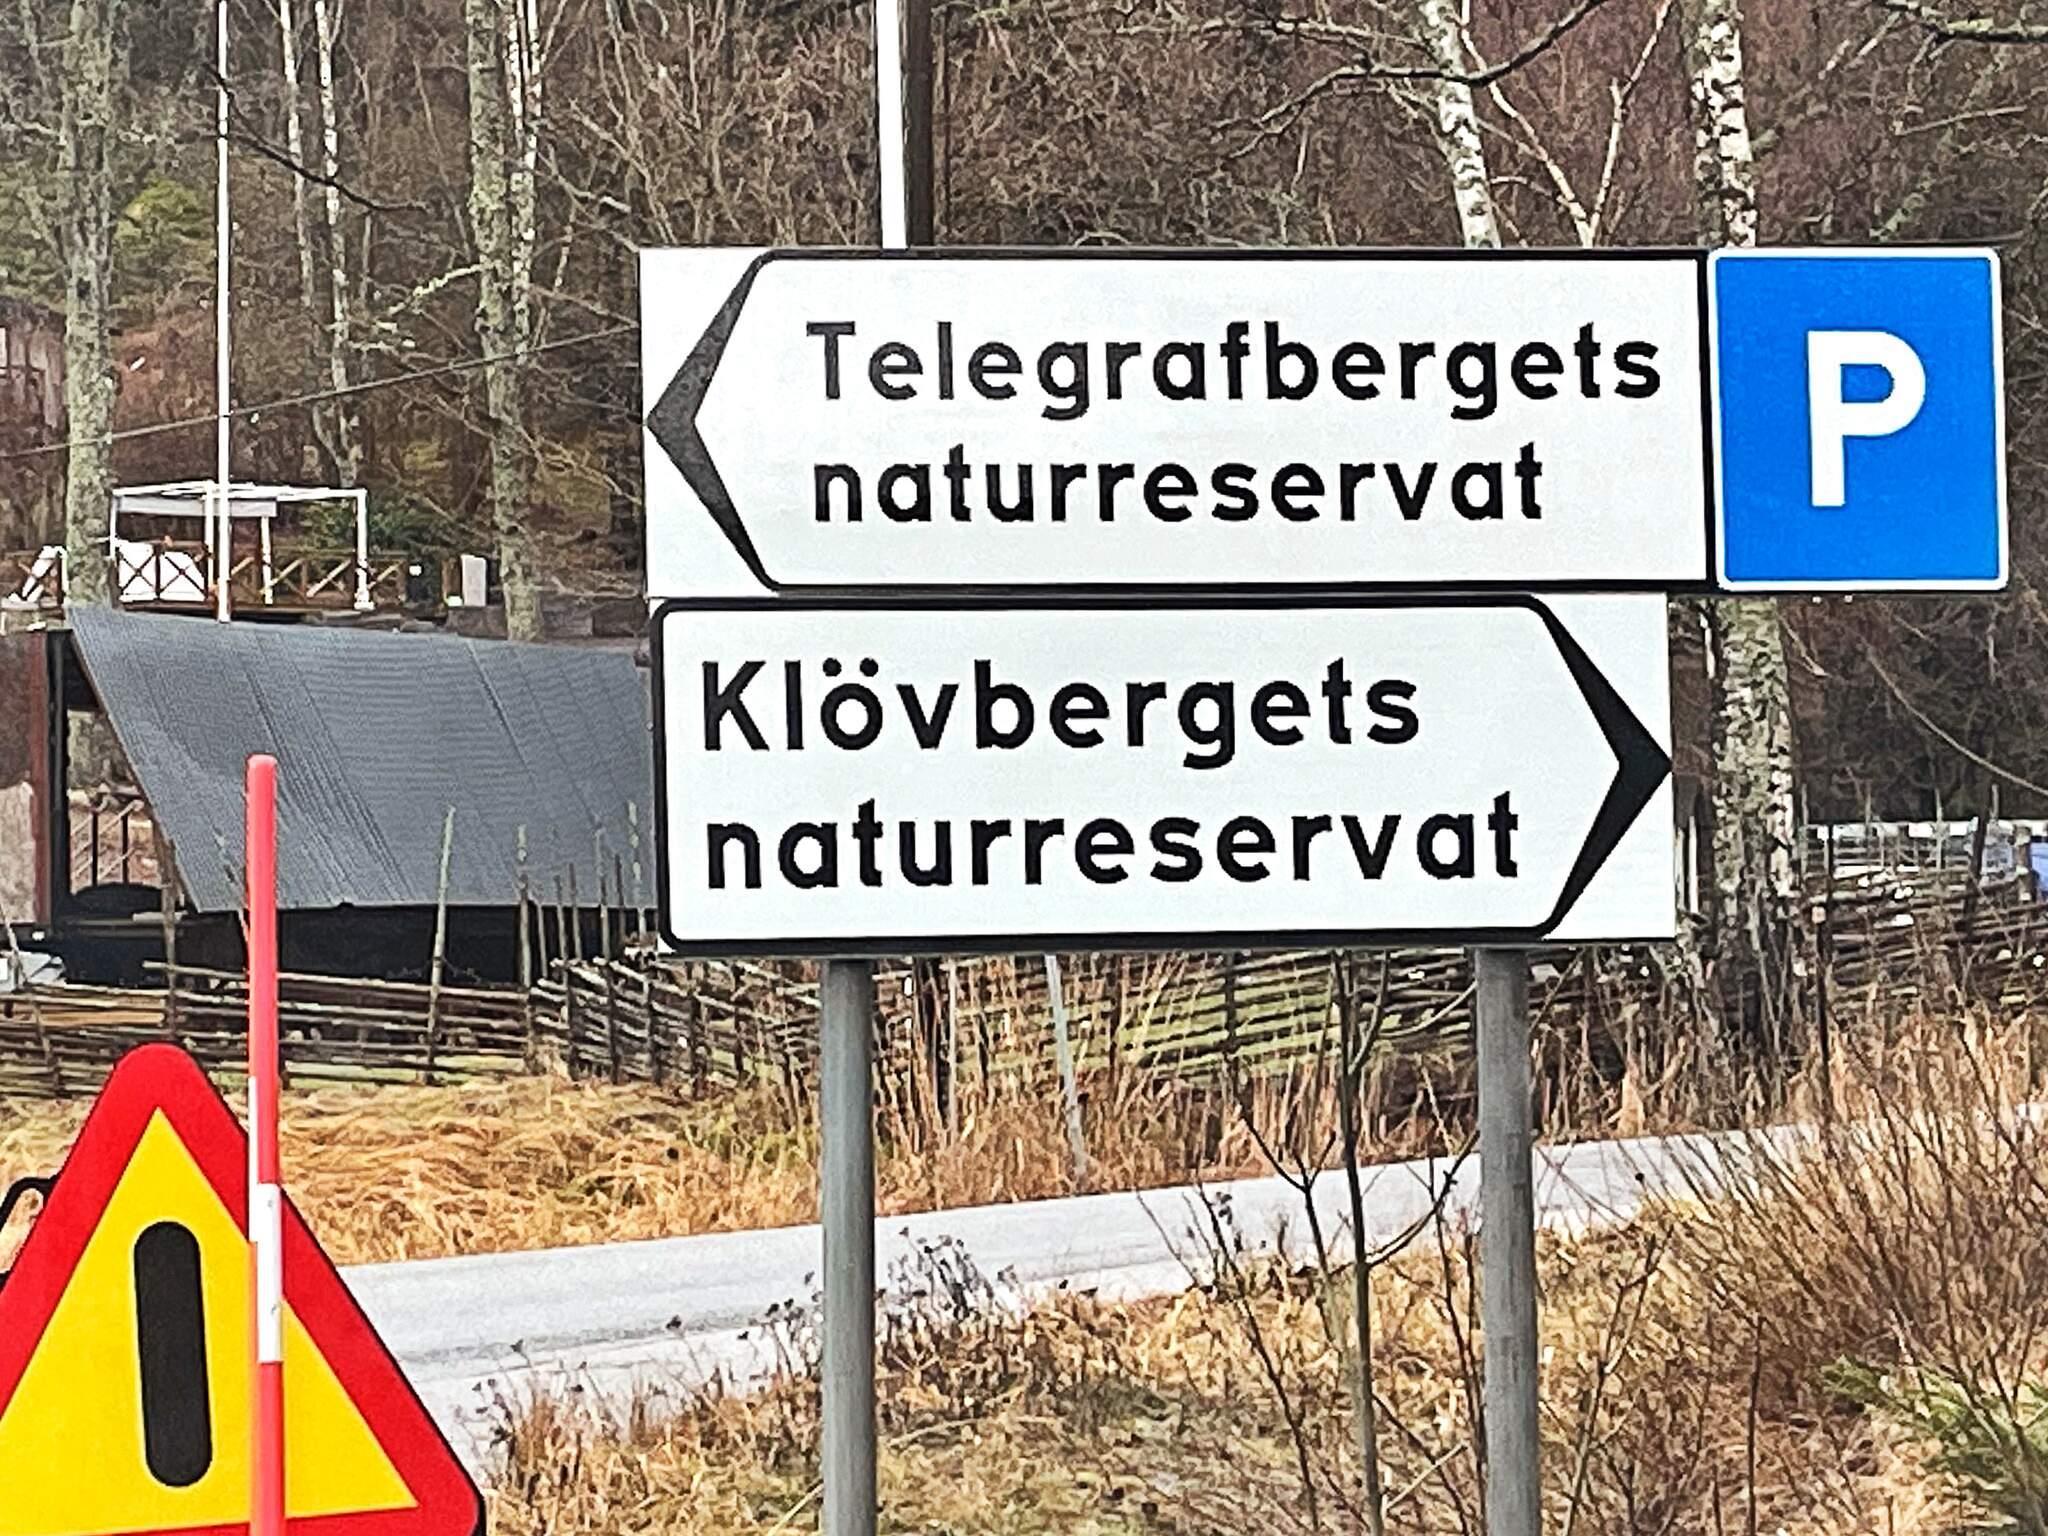 Telegrafbergets
naturreservat
P
Klövbergets
naturreservat